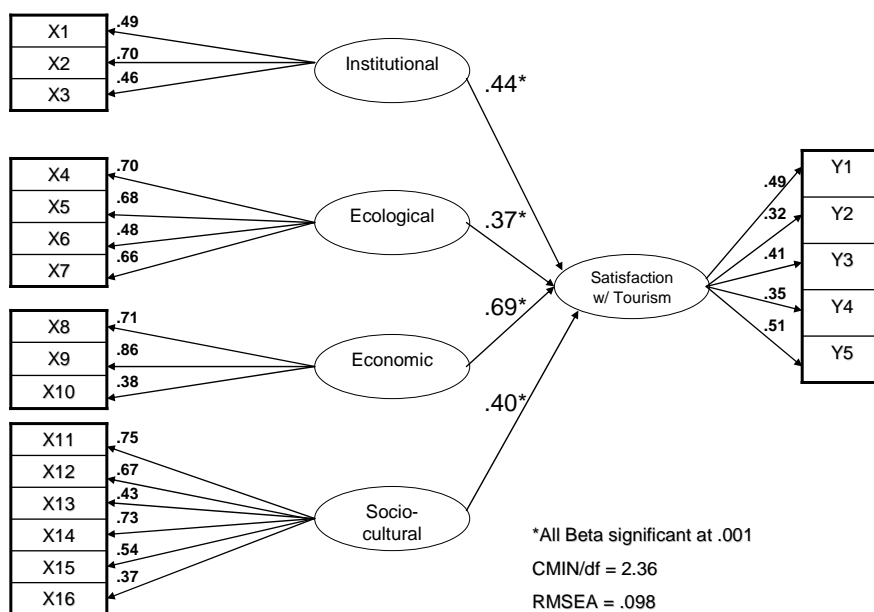 X1
X2
X3
.49
.70
.46
Institutional
.44*
X4
X5
X6
X7
.70
.68
.48
.66
Ecological
.37*
X8
X9
X10
.71
.86
.38
Economic
.69*
X11
X12
X13
X14
X15
X16
.75
.67
.43
.73
.54
.37
Socio-
cultural
.40*
Satisfaction
w/ Tourism
.49
.32
.41
.35
.51
Y1
Y2
Y3
Y4
Y5
*All Beta significant at .001
CMIN/df = 2.36
RMSEA = .098